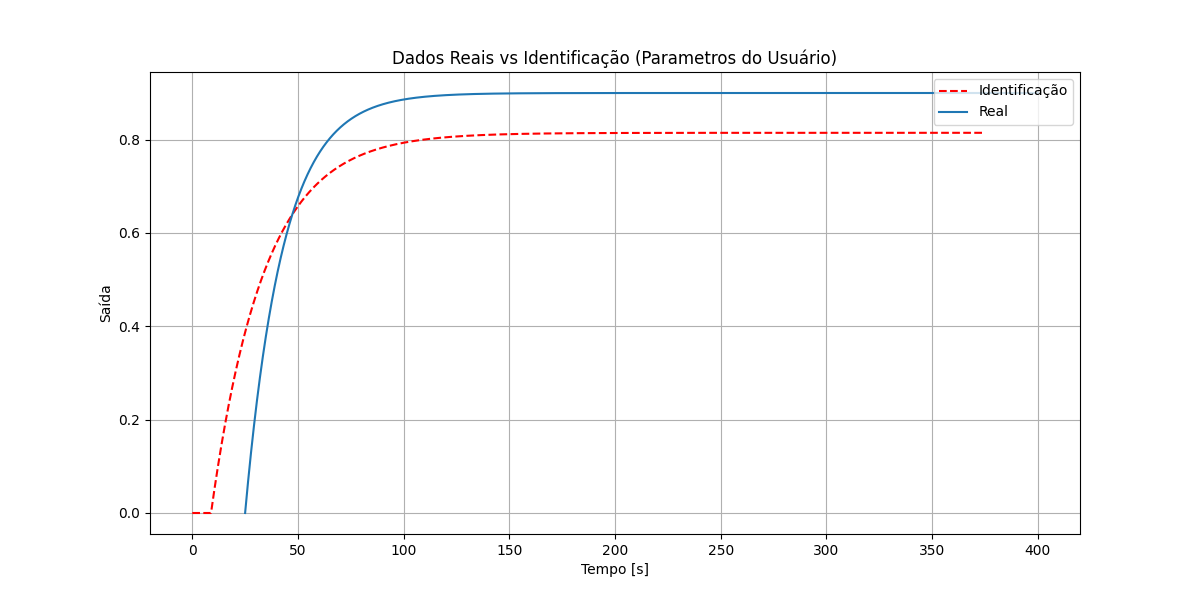 Dados Reais vs Identificação (Parametros do Usuário)
Identificação
Real
Saída
0.8
0.6
0.4
0.2
0.0
0 50 100 150 200 250 300 350 400
Tempo [s]